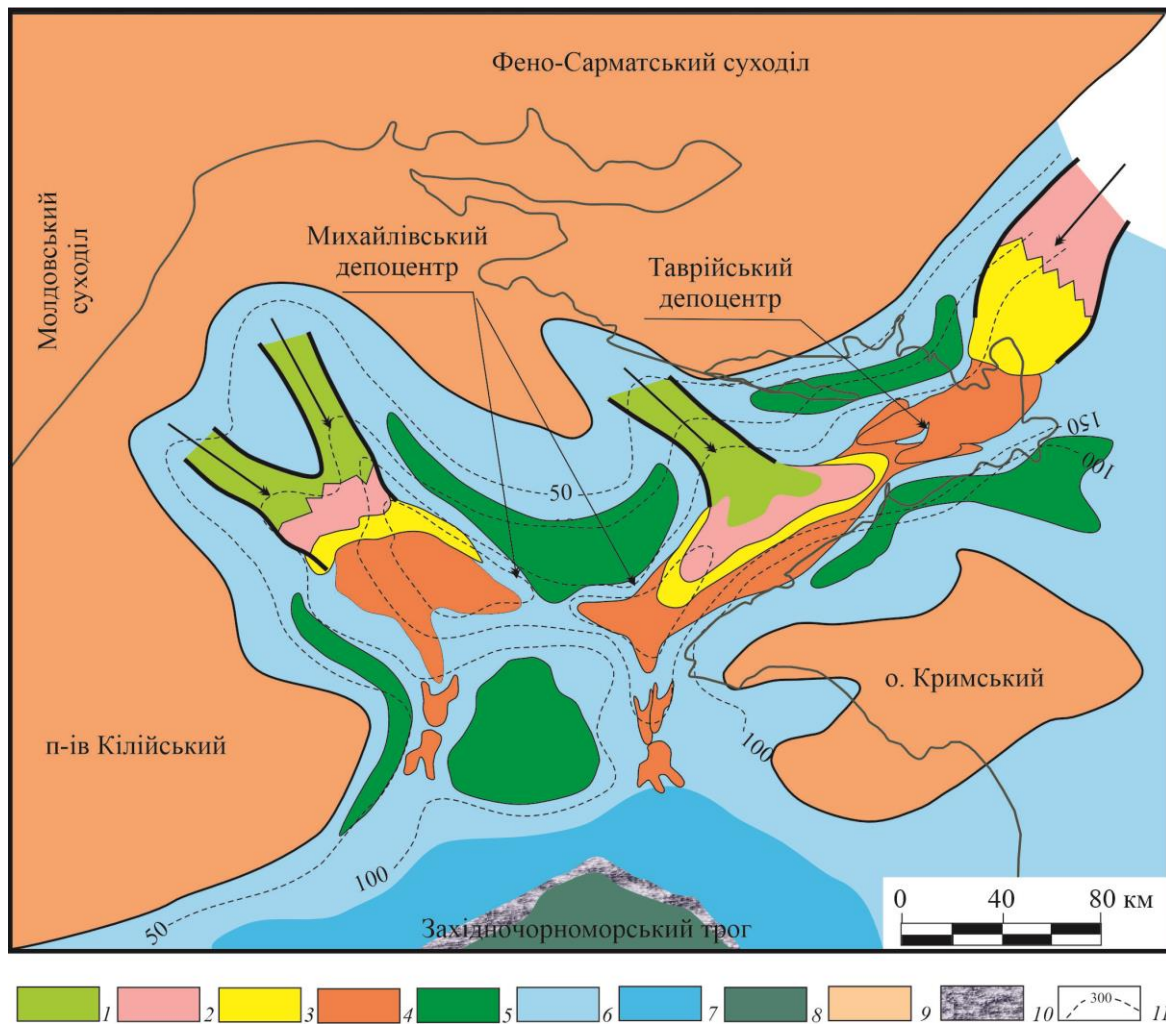 Фено-Сарматський суходіл
Молдовський
суходіл
Михайлівський
депоцентр
Таврійський
депоцентр
50
150
100
о. Кримський
п-ів Кілійський
100
100
50
0 40 80 км
Західночорноморський трог
1 2 3 4 5 6 7 8 9 10 300 11